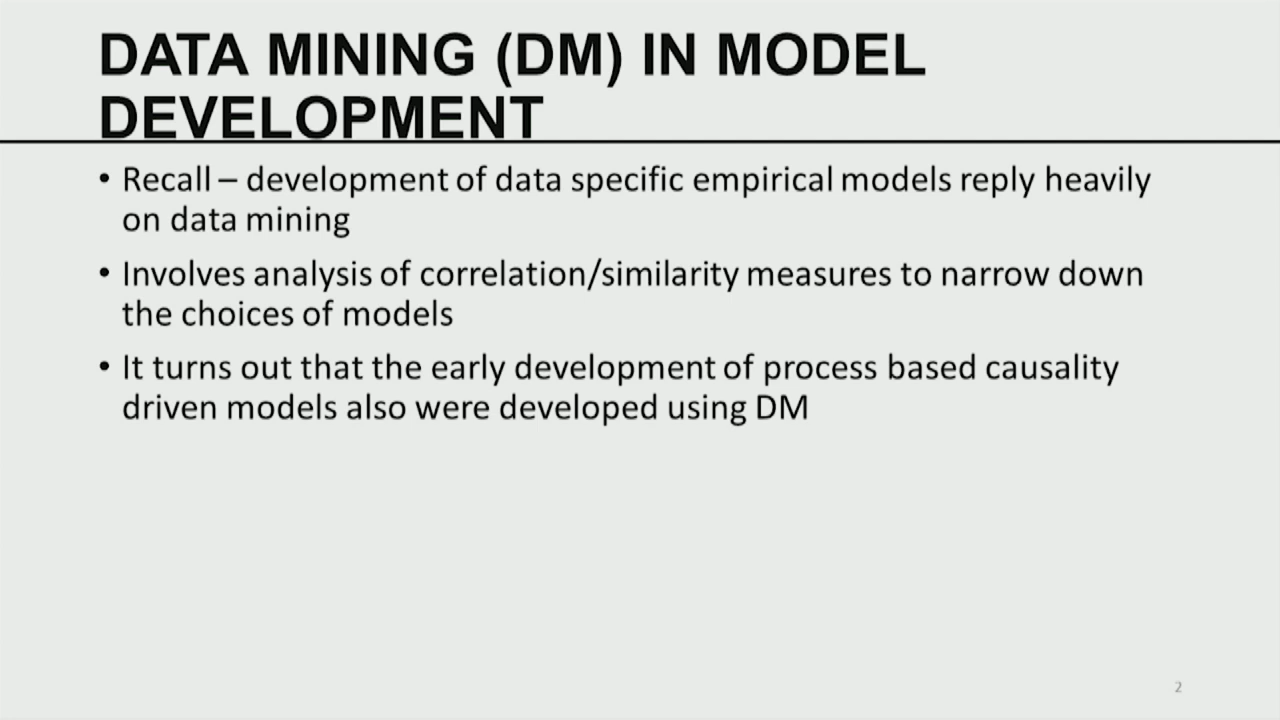 DATA MINING (DM) IN MODEL
DEVELOPMENT
• Recall – development of data specific empirical models reply heavily
on data mining
• Involves analysis of correlation/similarity measures to narrow down
the choices of models
• It turns out that the early development of process based causality
driven models also were developed using DM
2